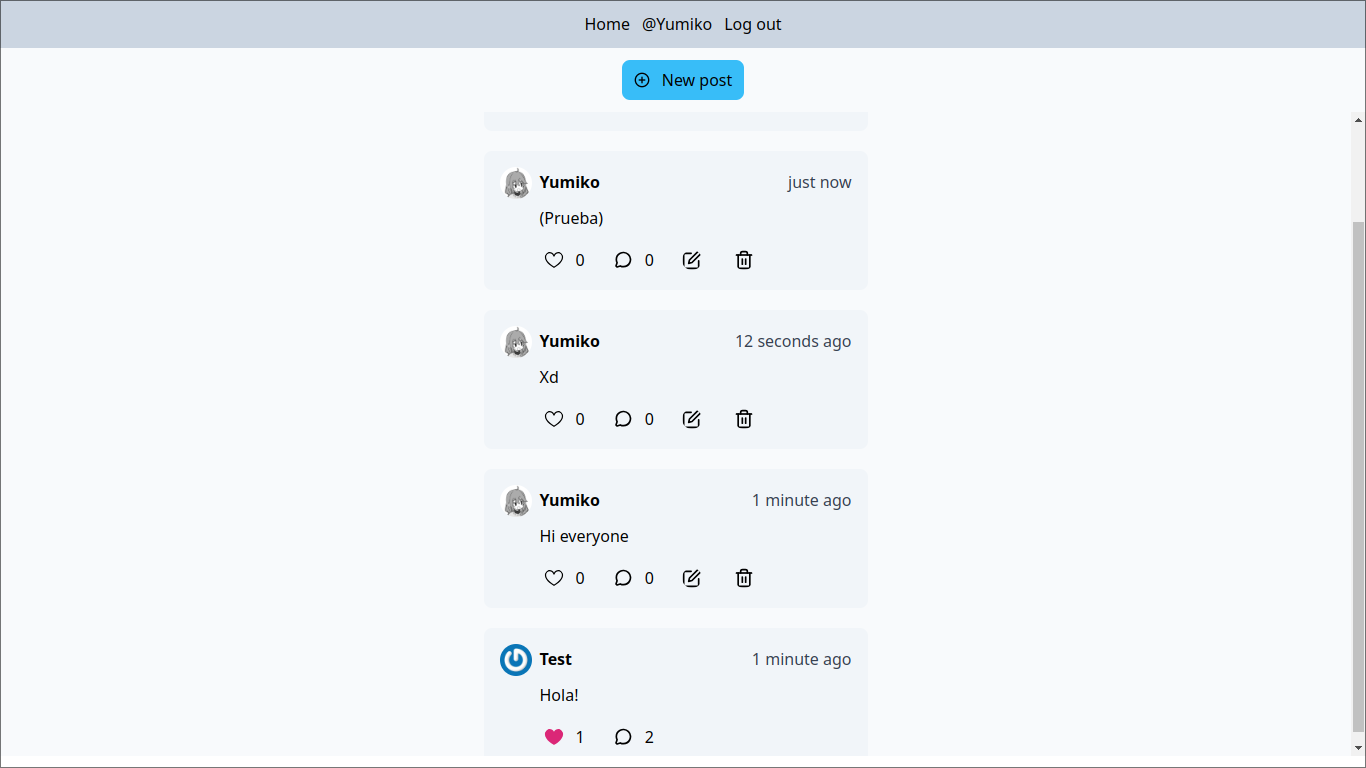 Home @Yumiko Log out
New post
Yumiko just now
(Prueba)
0 0
Yumiko 12 seconds ago
Xd
0 0
Yumiko 1 minute ago
Hi everyone
0 0
Test 1 minute ago
Hola!
1 2